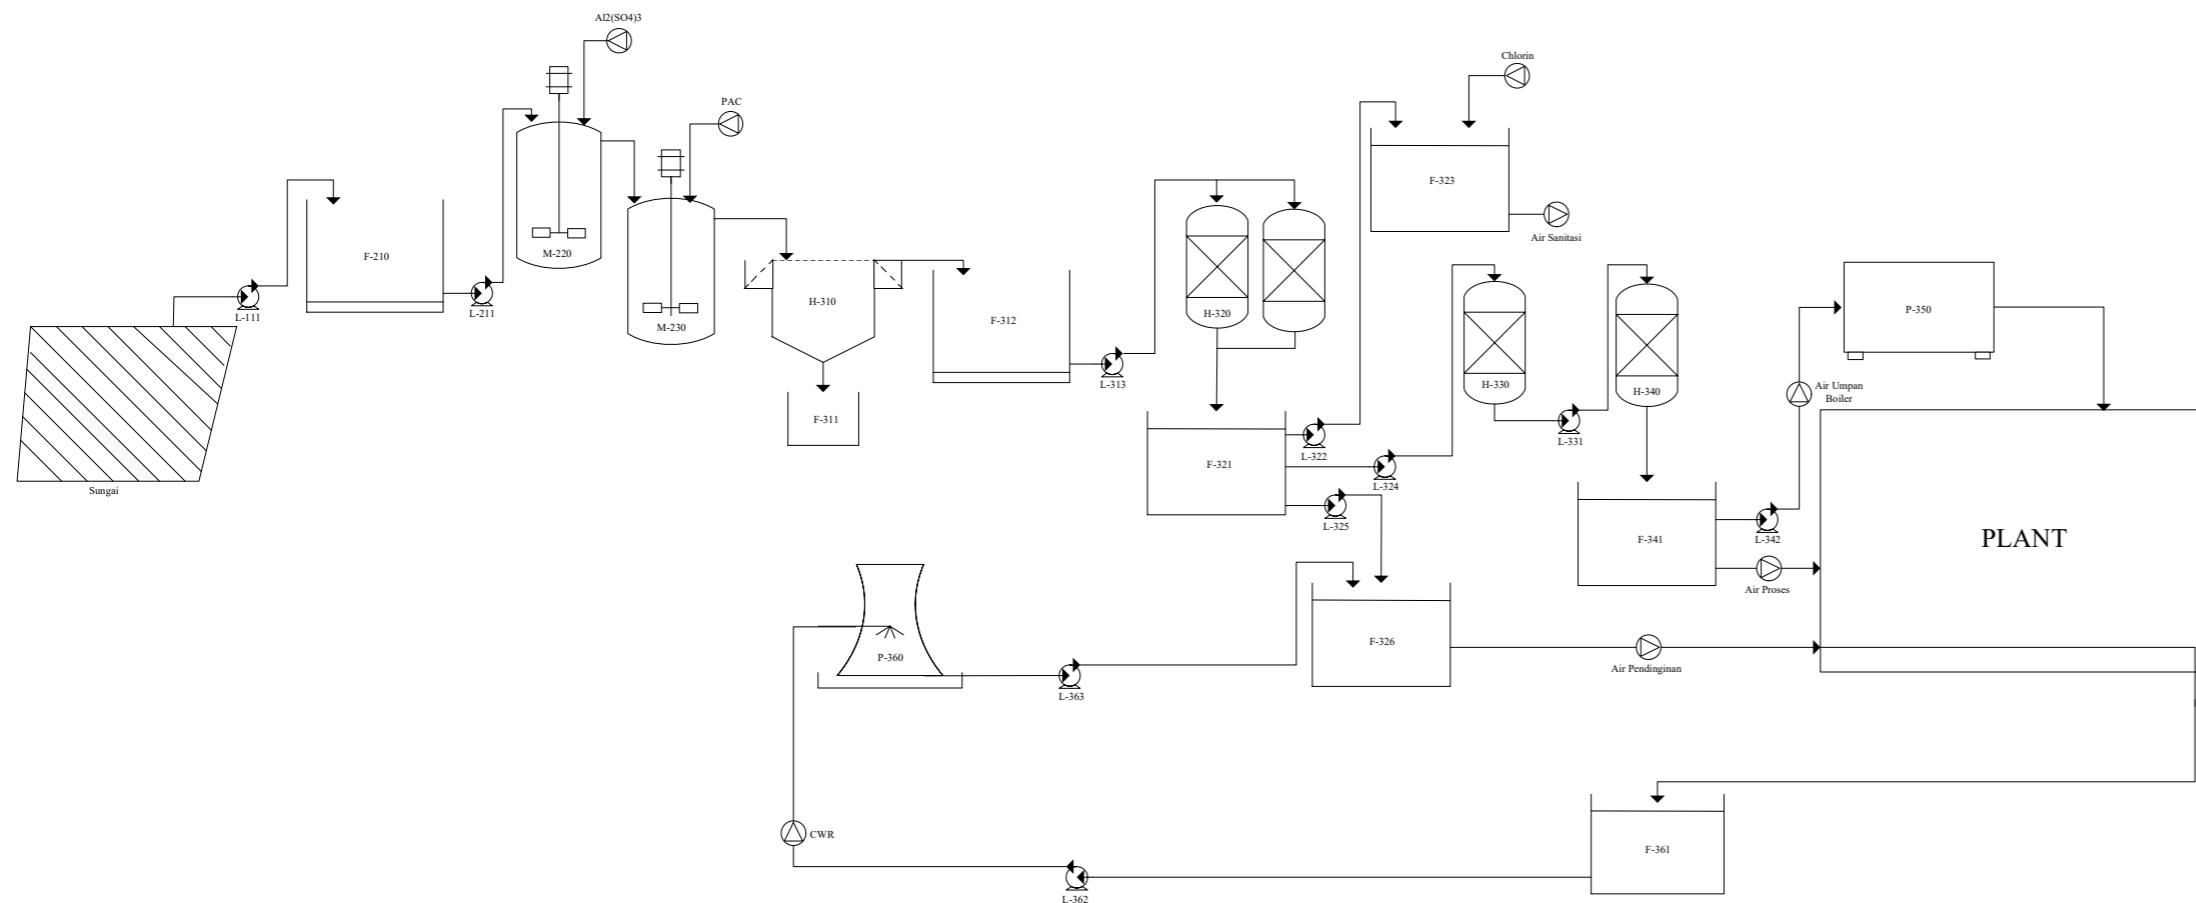 Al2(SO4)3
Chlorin
PAC
F-323
F-210
M-220
Air Sanitasi
H-310
P-350
L-111
L-211
H-320
F-312
M-230
L-313
H-330
H-340
Air Umpan
Boiler
F-311
L-322
L-331
F-321
Sungai
L-324
L-325
L-342
F-341
PLANT
Air Proses
F-326
P-360
Air Pendinginan
L-363
CWR
F-361
L-362